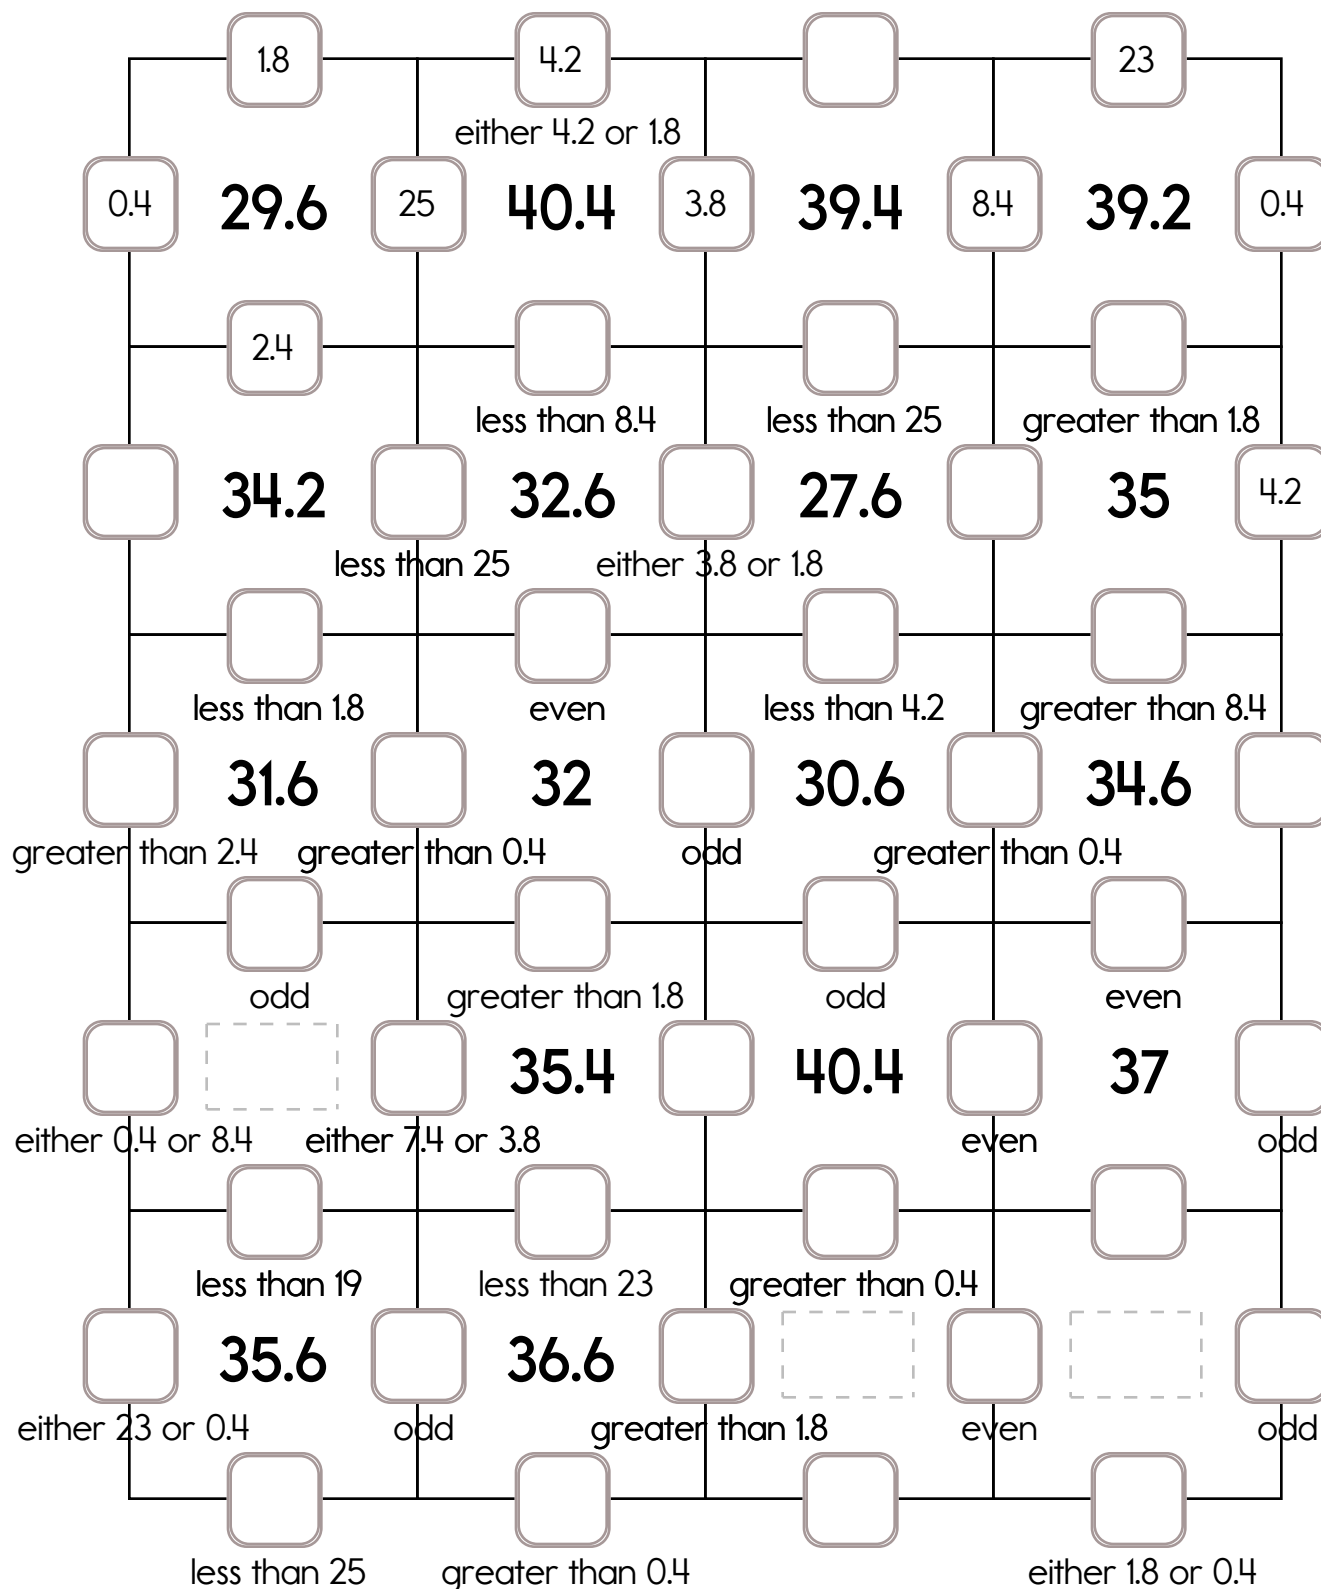 1.8 4.2 23
either 4.2 or 1.8
0.4 29.6 25 40.4 3.8 39.4 8.4 39.2 0.4
2.4
less than 8.4 less than 25 greater than 1.8
34.2 32.6 27.6 35 4.2
less than 25 either 3.8 or 1.8
less than 1.8 even less than 4.2 greater than 8.4
31.6 32 30.6 34.6
greater than 2.4 greater than 0.4 odd greater than 0.4
odd greater than 1.8 odd even
35.4 40.4 37
either 0.4 or 8.4 either 7.4 or 3.8 even odd
less than 19 less than 23 greater than 0.4
35.6 36.6
either 23 or 0.4 odd greater than 1.8 even odd
less than 25 greater than 0.4 either 1.8 or 0.4